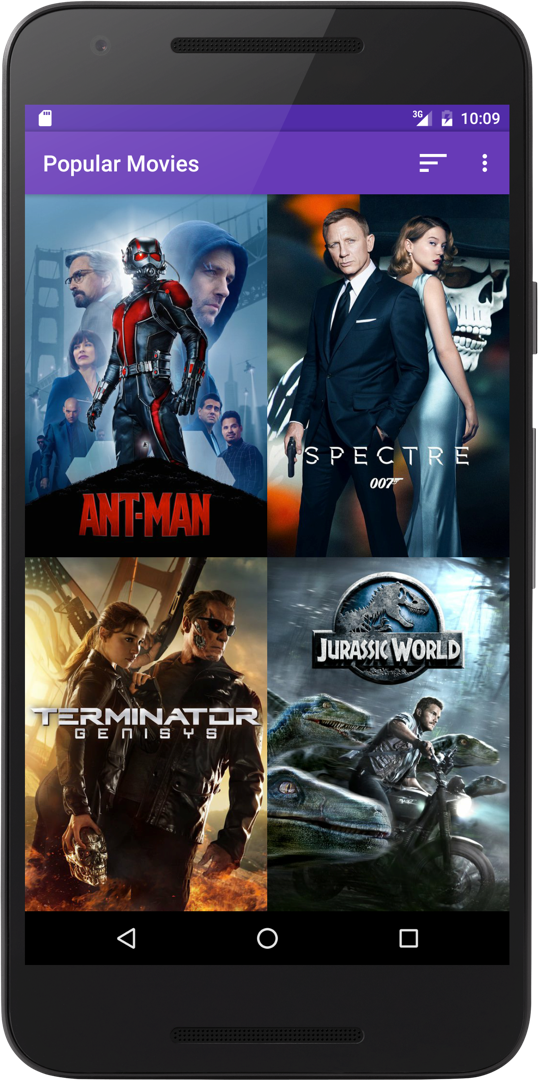 3G 10:09
Popular Movies
ANT-MAN
SPECTRE
007
TERMINATOR
GENISYS
JURASSIC WORLD